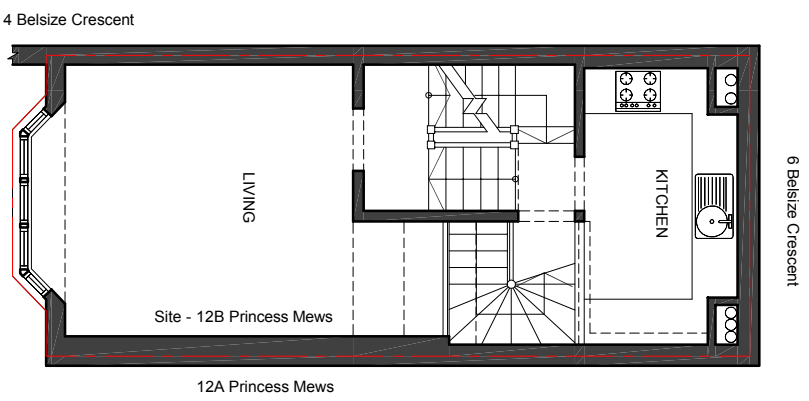 4 Belsize Crescent
LIVING
KITCHEN
6 Belsize Crescent
Site - 12B Princess Mews
12A Princess Mews